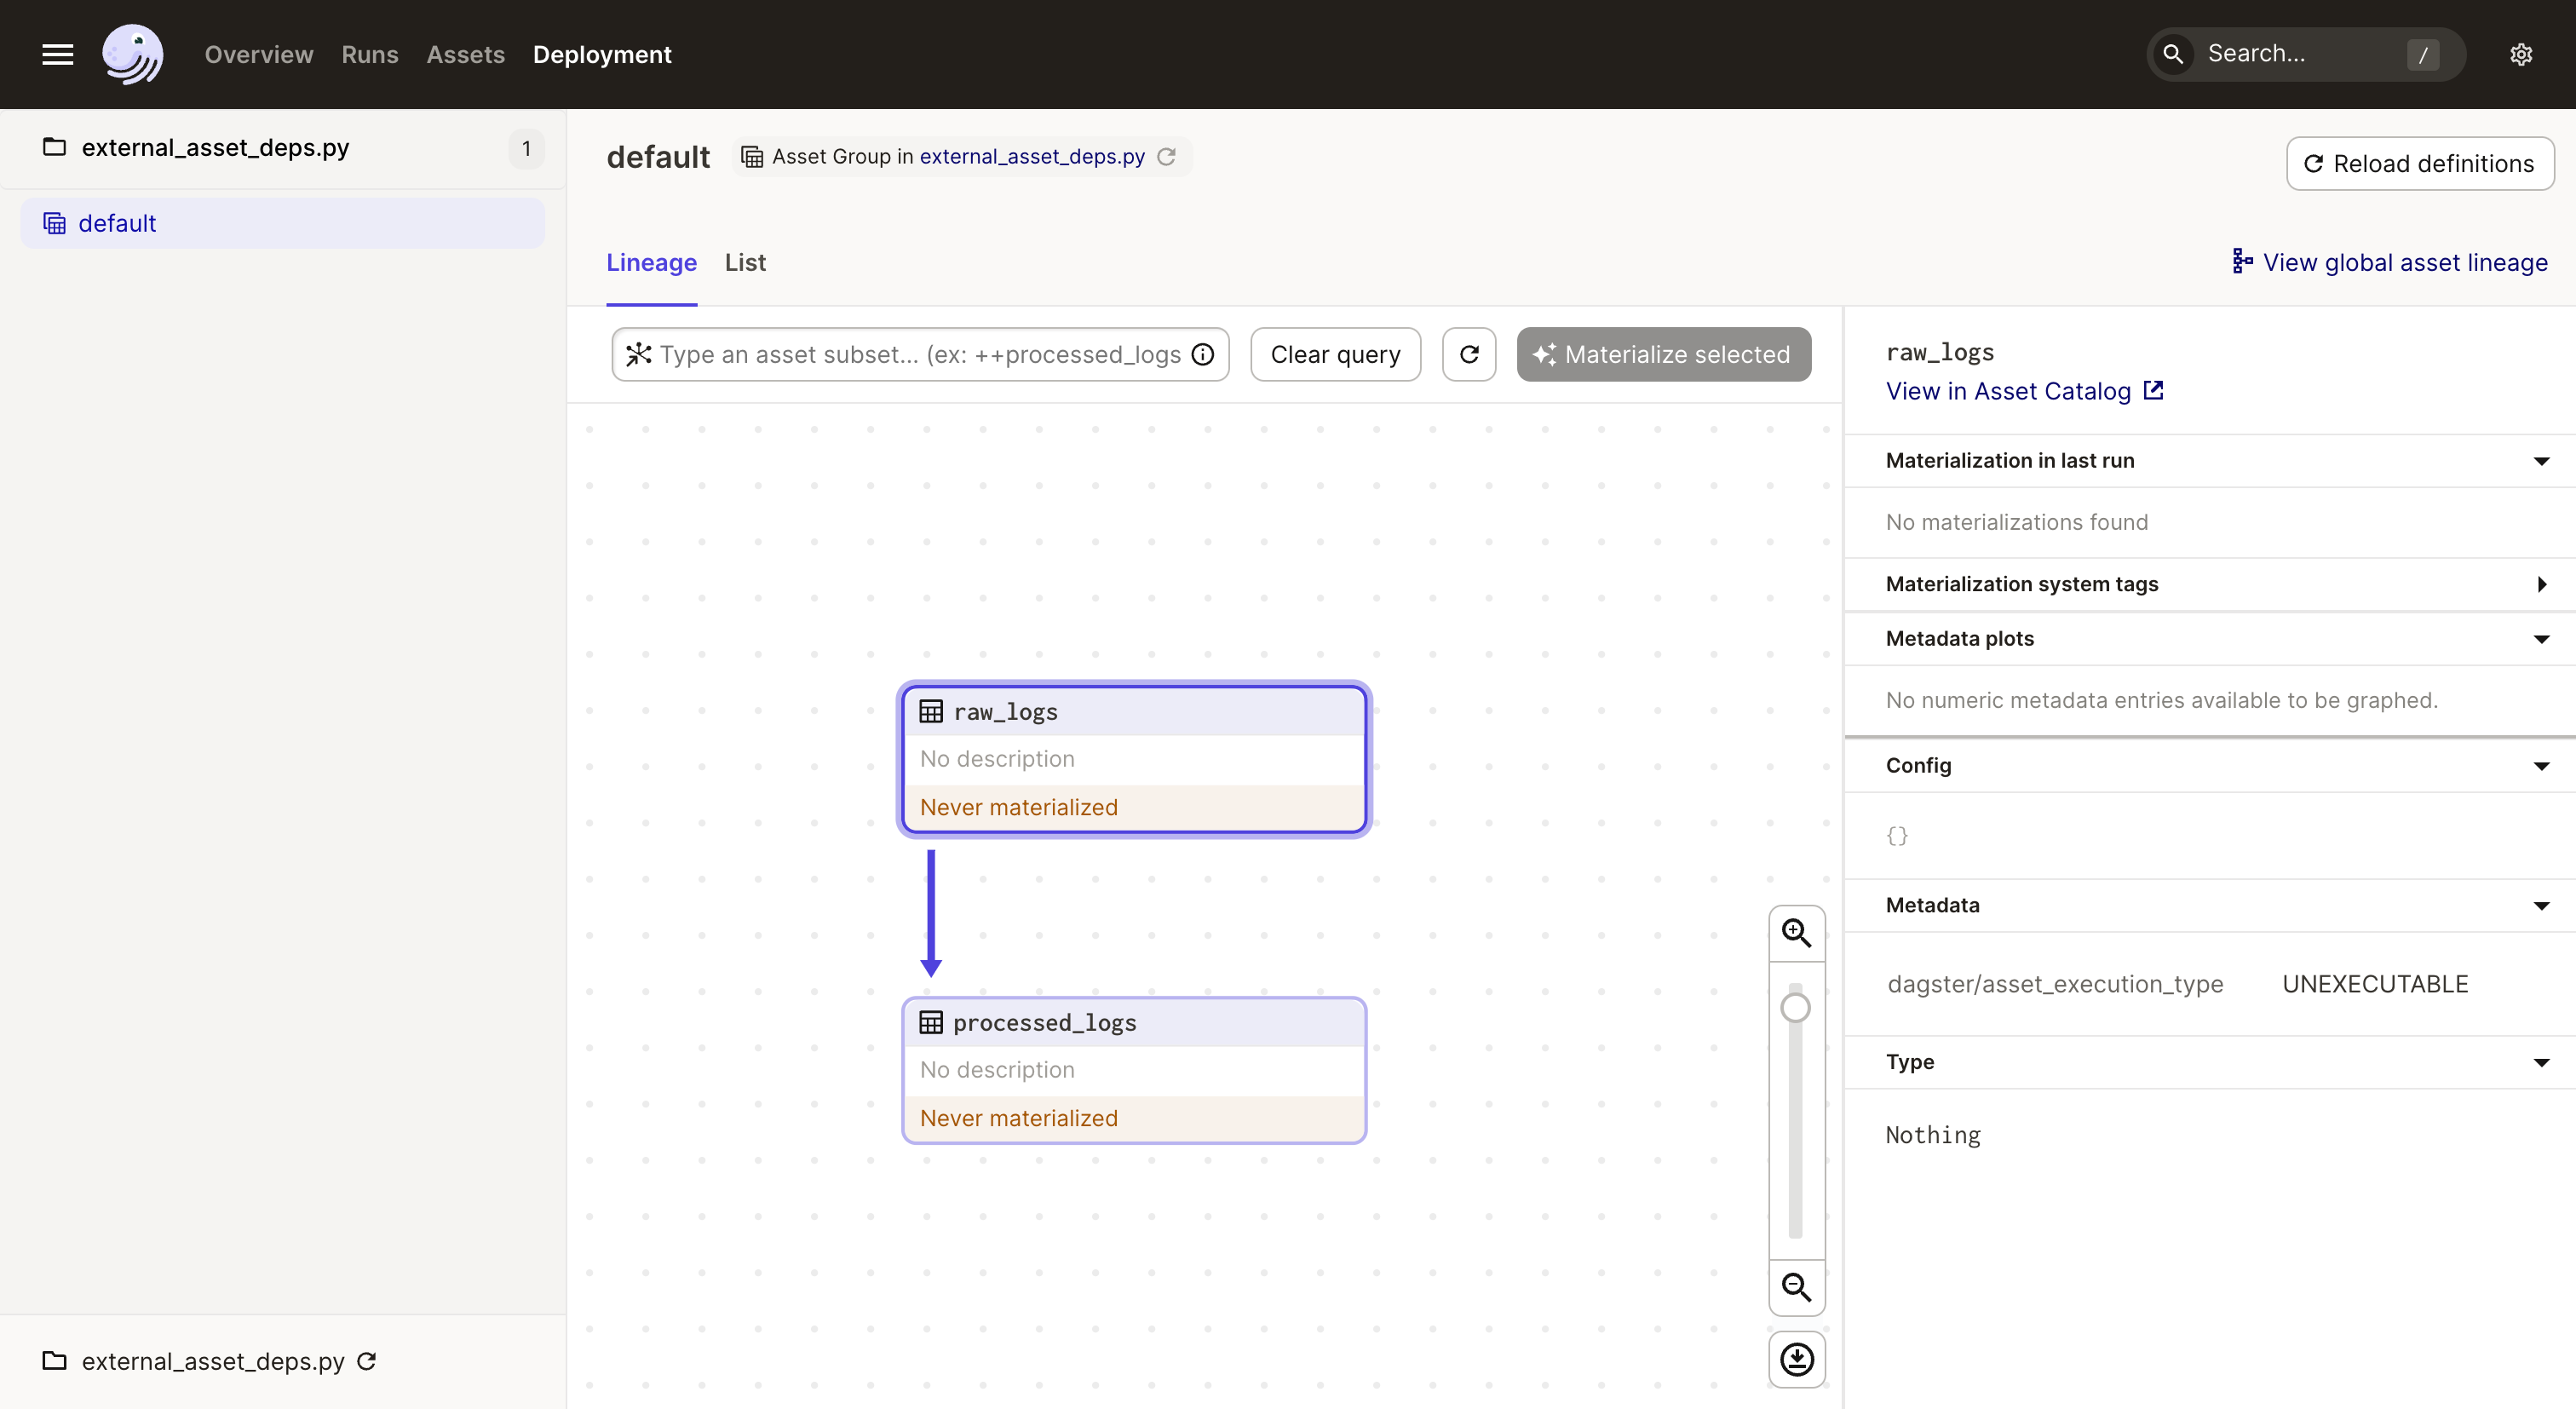 Overview Runs Assets Deployment
Search... /
external_asset_deps.py 1
default
default Asset Group in external_asset_deps.py
Reload definitions
Lineage List
View global asset lineage
Type an asset subset... (ex: ++processed_logs
Clear query
Materialize selected
raw_logs
No description
Never materialized
processed_logs
No description
Never materialized
raw_logs
View in Asset Catalog
Materialization in last run
No materializations found
Materialization system tags
Metadata plots
No numeric metadata entries available to be graphed.
Config
{}
Metadata
dagster/asset_execution_type UNEXECUTABLE
Type
Nothing
external_asset_deps.py